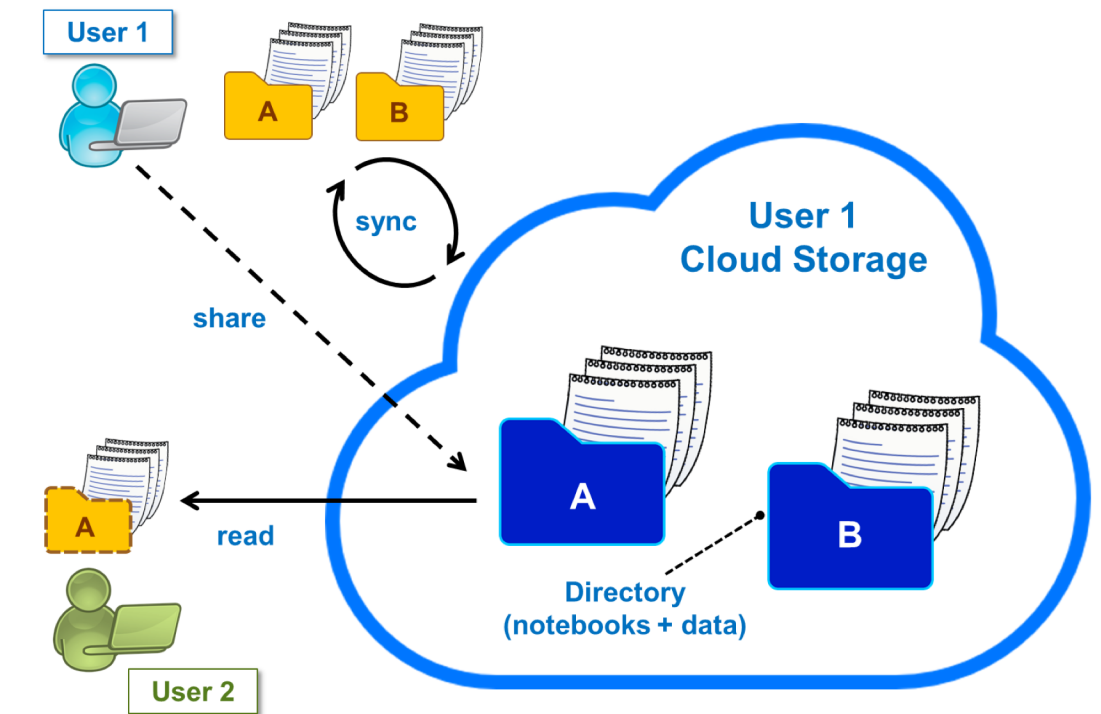 User 1
A
B
sync
User 1
Cloud Storage
share
A
B
A
read
Directory
(notebooks + data)
User 2